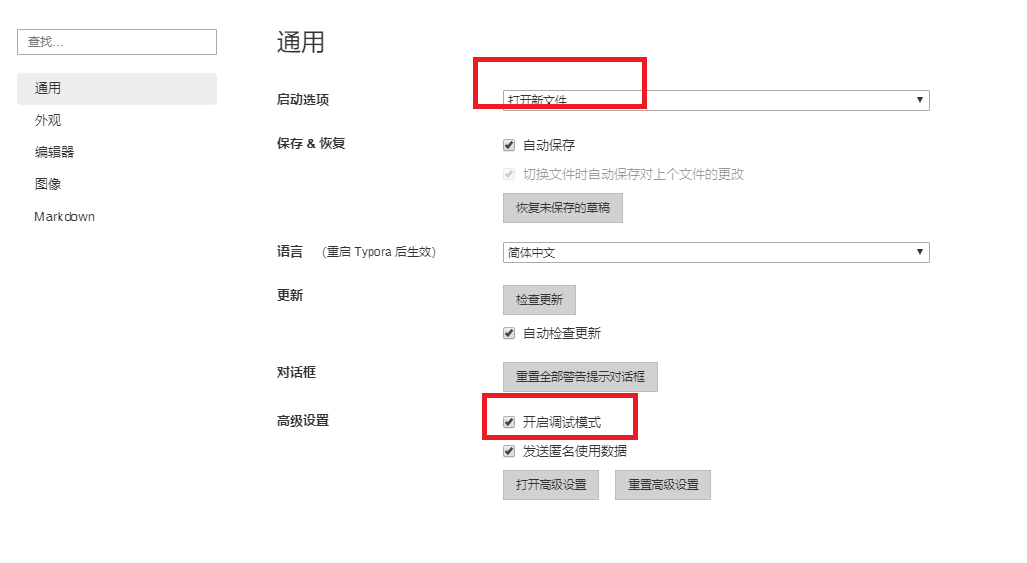 查找...
通用
外观
编辑器
图像
Markdown
通用
启动选项
打开新文件
保存 & 恢复
自动保存
切换文件时自动保存对上个文件的更改
恢复未保存的草稿
语言 (重启 Typora 后生效)
简体中文
更新
检查更新
自动检查更新
对话框
重置全部警告提示对话框
高级设置
开启调试模式
发送匿名使用数据
打开高级设置 重置高级设置